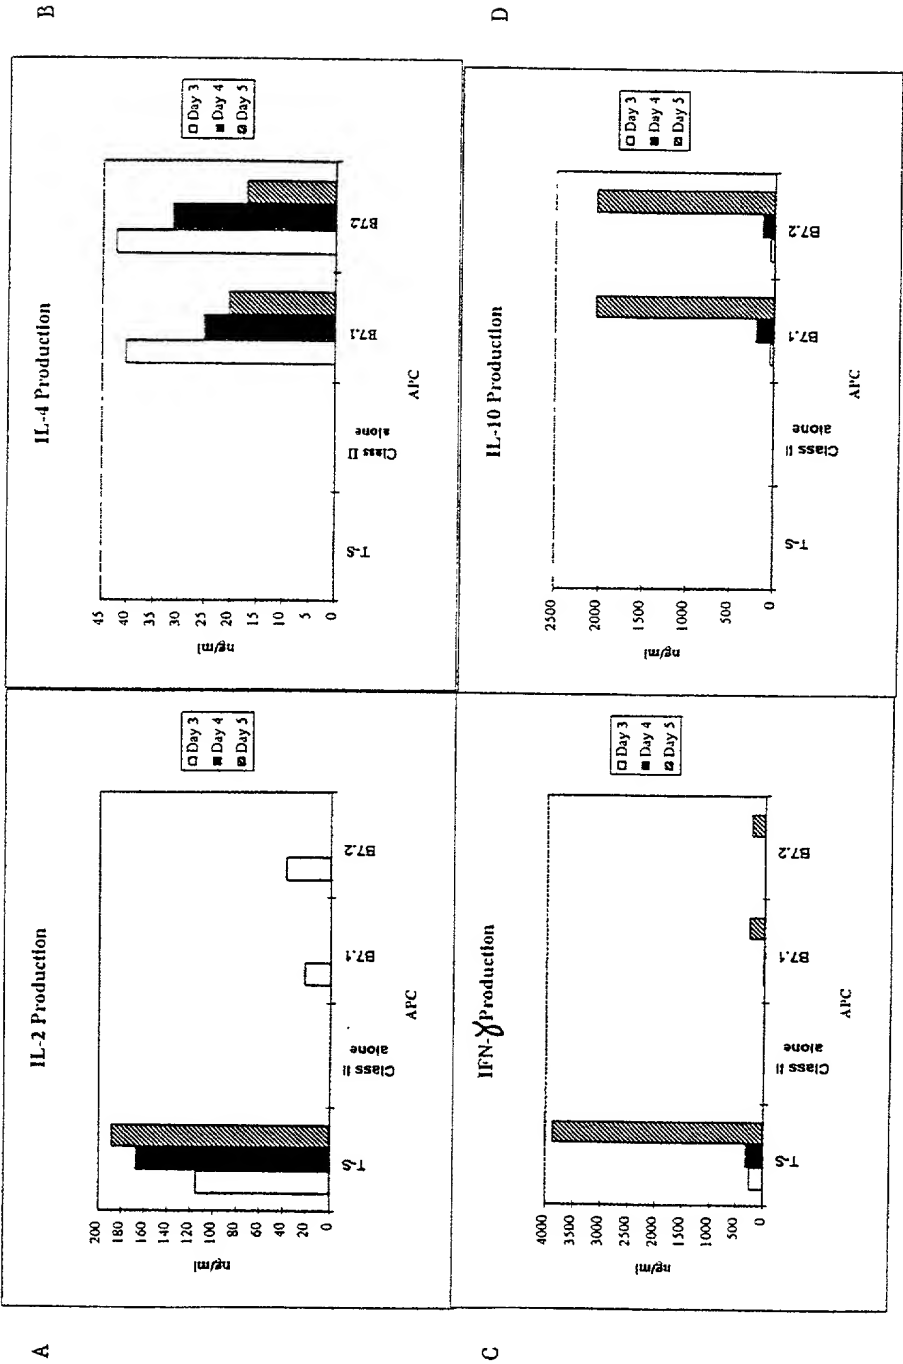 A
IL-2 Production
200
180
160
140
120
100
80
60
40
20
0
ng/ml
T-S
Class II
alone
B7.1
B7.2
APC
Day 3
Day 4
Day 5
B
IL-4 Production
45
40
35
30
25
20
15
10
5
0
ng/ml
T-S
Class II
alone
B7.1
B7.2
APC
Day 3
Day 4
Day 5
C
IFN-γ Production
4000
3500
3000
2500
2000
1500
1000
500
0
ng/ml
T-S
Class II
alone
B7.1
B7.2
APC
Day 3
Day 4
Day 5
D
IL-10 Production
2500
2000
1500
1000
500
0
ng/ml
T-S
Class II
alone
B7.1
B7.2
APC
Day 3
Day 4
Day 5